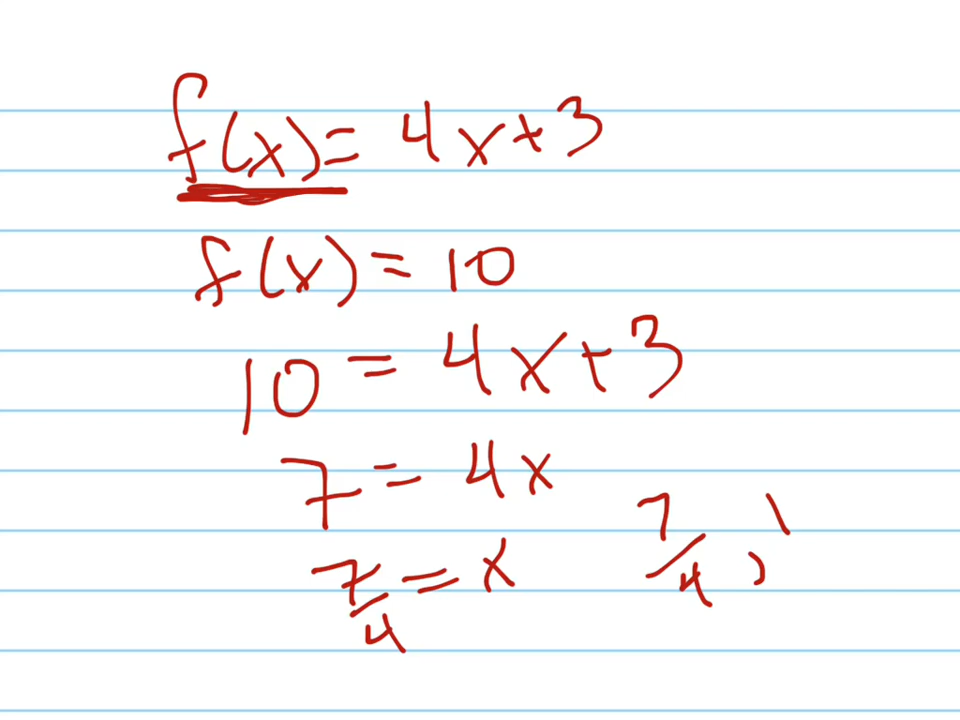 f(x) = 4x+3
f(x) = 10
10 = 4x+3
7 = 4x
7/4 = x
7/4,